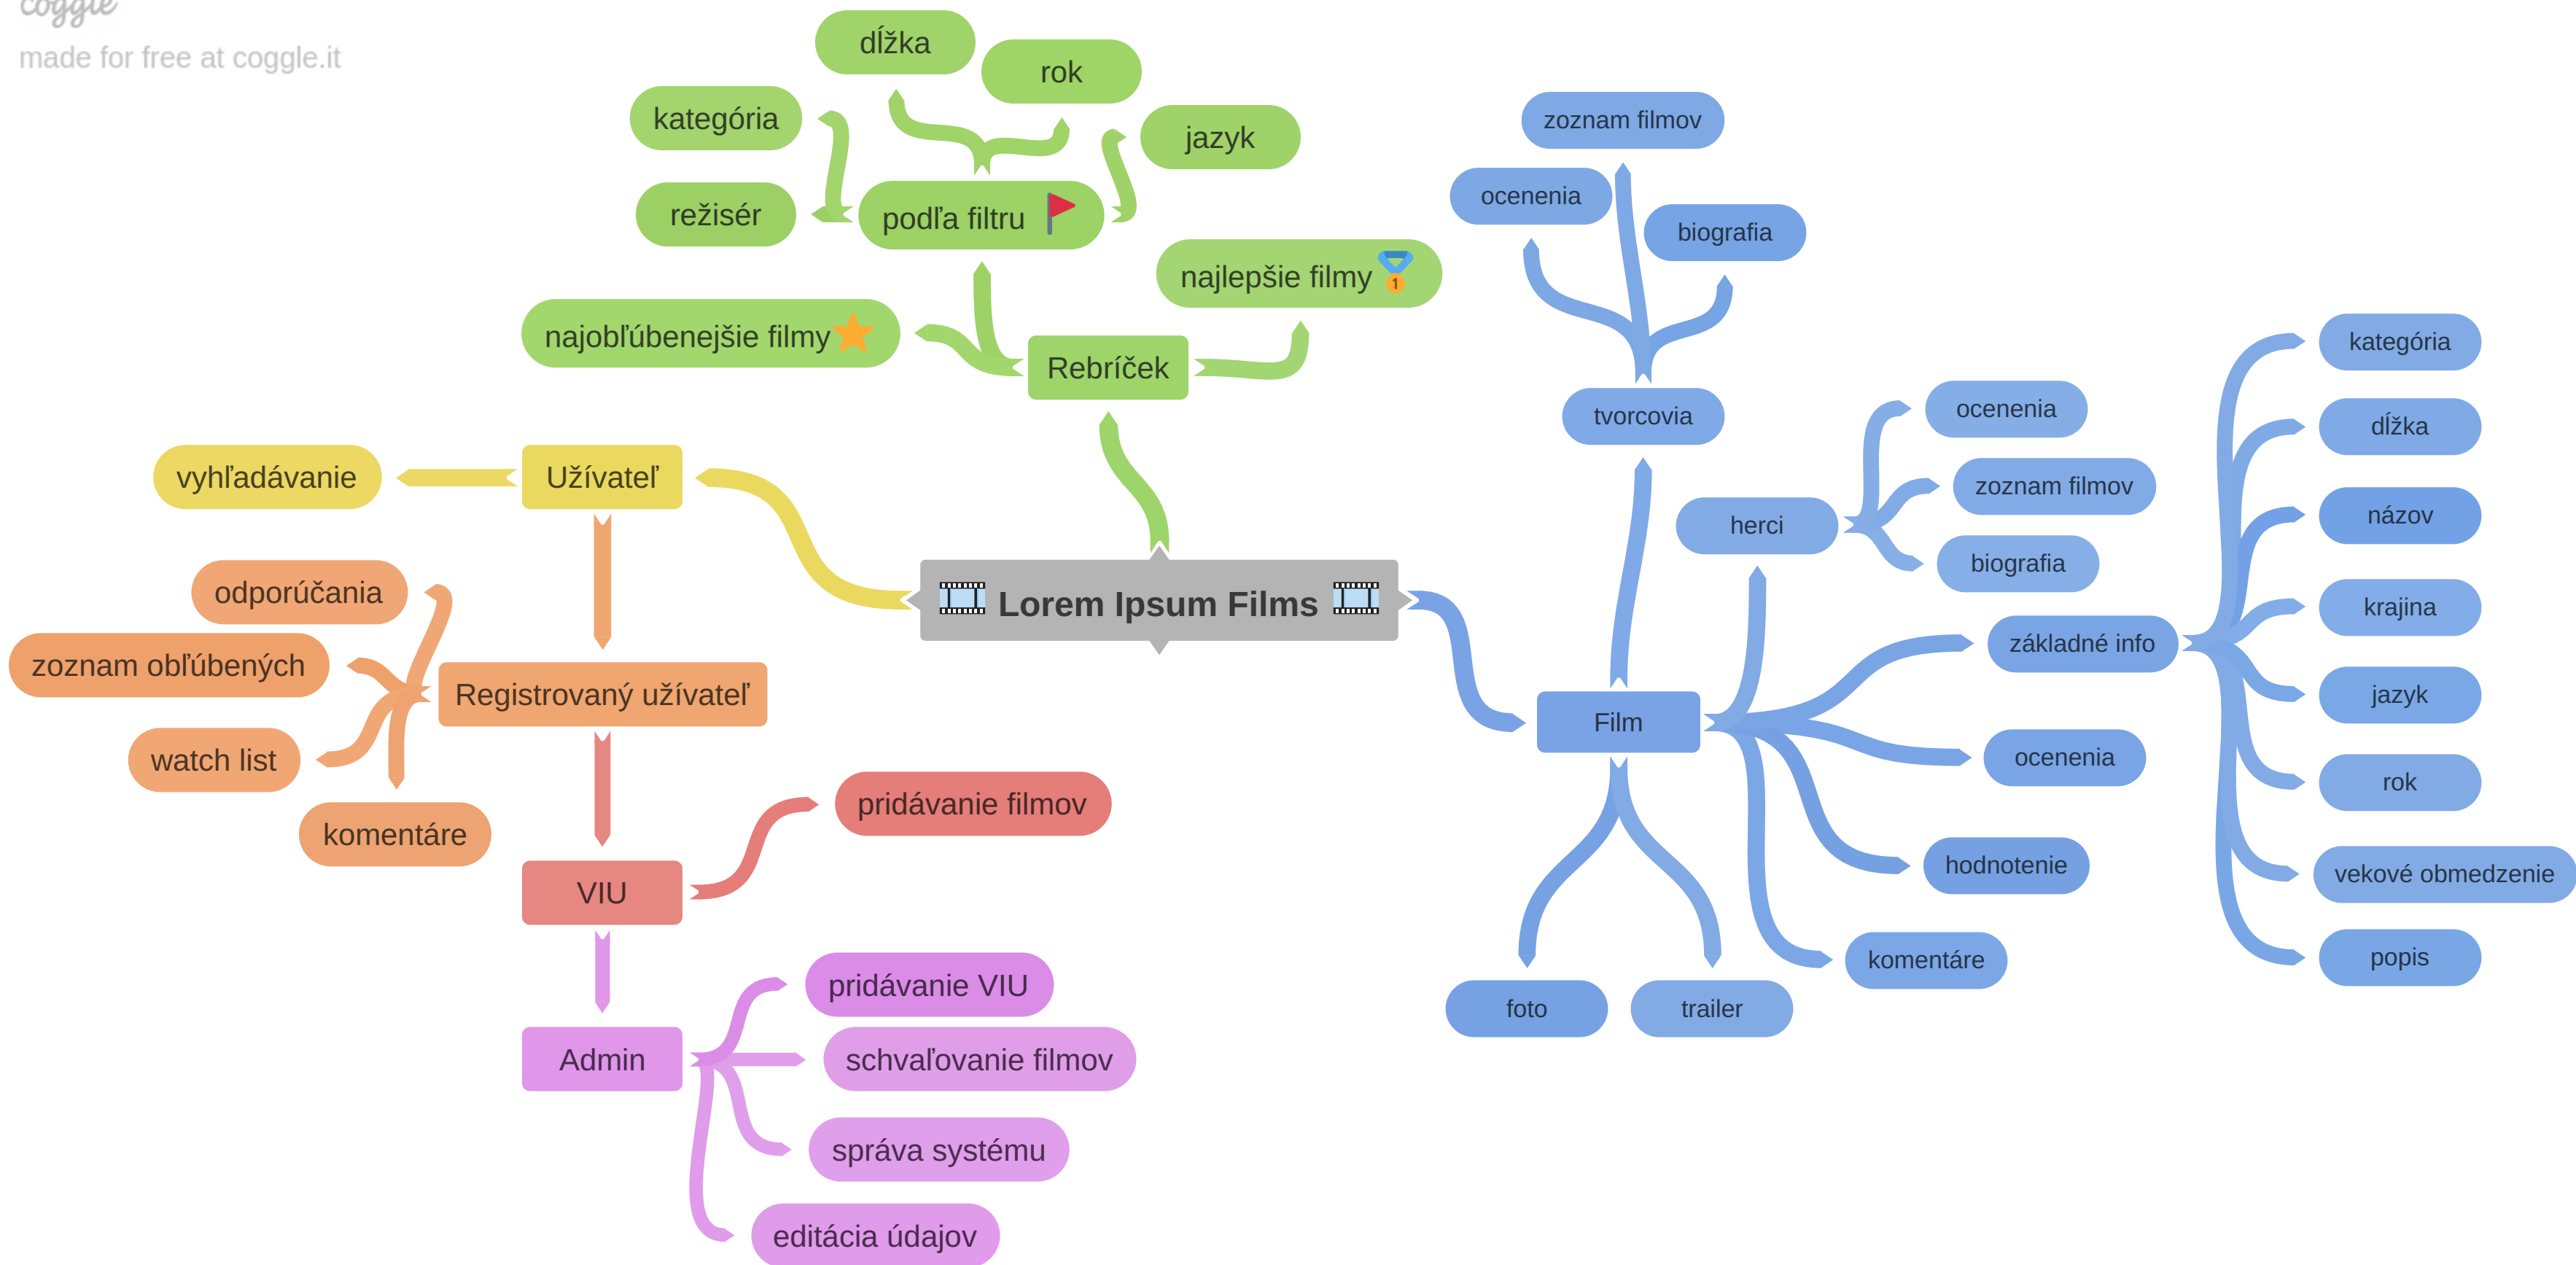 coggle
made for free at coggle.it
dĺžka
rok
kategória
jazyk
režisér
podľa filtru
najlepšie filmy
najobľúbenejšie filmy
Rebríček
vyhľadávanie
Užívateľ
odporúčania
zoznam obľúbených
Registrovaný užívateľ
watch list
komentáre
VIU
pridávanie filmov
Admin
pridávanie VIU
schvaľovanie filmov
správa systému
editácia údajov
Lorem Ipsum Films
zoznam filmov
ocenenia
biografia
tvorcovia
herci
ocenenia
zoznam filmov
biografia
Film
základné info
ocenenia
hodnotenie
komentáre
foto
trailer
kategória
dĺžka
názov
krajina
jazyk
rok
vekové obmedzenie
popis